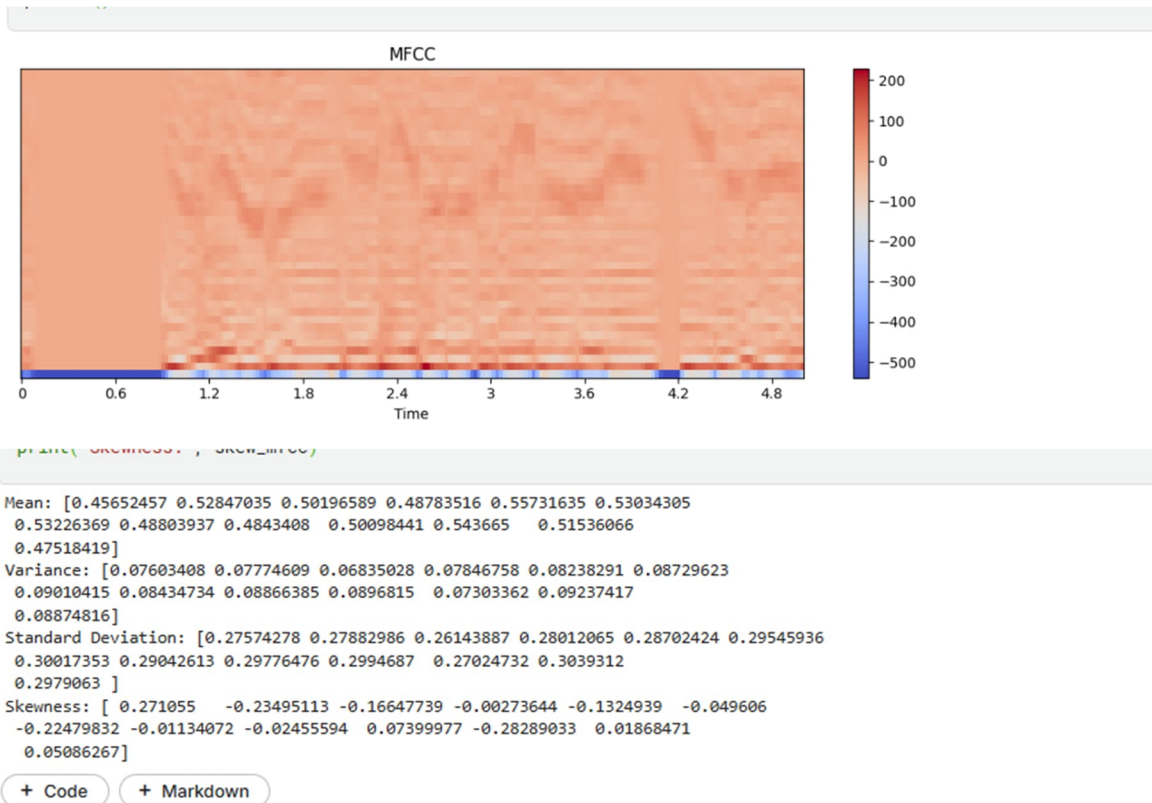 MFCC
200
100
0
−100
−200
−300
−400
−500
0 0.6 1.2 1.8 2.4 3 3.6 4.2 4.8
Time
print("Skewness:", skew_mfcc)
Mean: [0.45652457 0.52847035 0.50196589 0.48783516 0.55731635 0.53034305
0.53226369 0.48803937 0.4843408 0.50098441 0.543665 0.51536066
0.47518419]
Variance: [0.07603408 0.07774609 0.06835028 0.07846758 0.08238291 0.08729623
0.09010415 0.08434734 0.08866385 0.0896815 0.07303362 0.09237417
0.08874816]
Standard Deviation: [0.27574278 0.27882986 0.26143887 0.28012065 0.28702424 0.29545936
0.30017353 0.29042613 0.29776476 0.2994687 0.27024732 0.3039312
0.2979063 ]
Skewness: [ 0.271055 -0.23495113 -0.16647739 -0.00273644 -0.1324939 -0.049606
-0.22479832 -0.01134072 -0.02455594 0.07399977 -0.28289033 0.01868471
0.05086267]
+ Code + Markdown